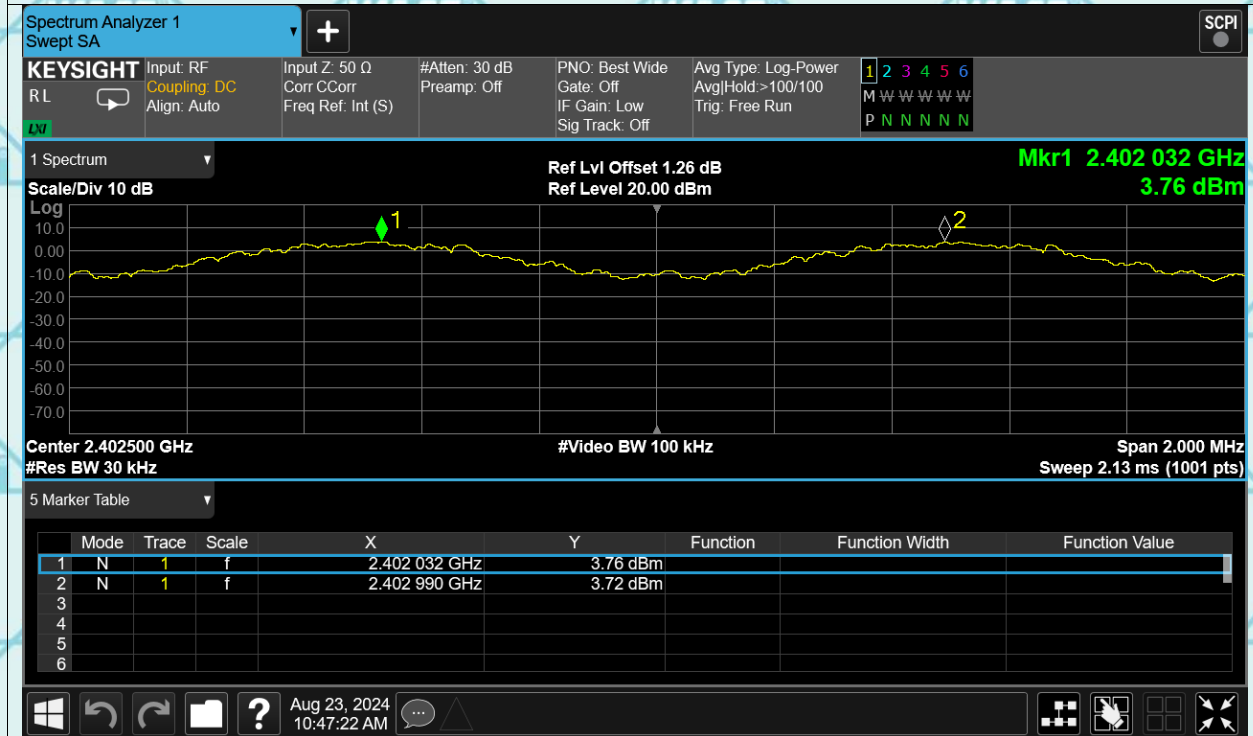 Spectrum Analyzer 1
Swept SA
+
SCPI
KEYSIGHT
RL
LXI
Input: RF
Coupling: DC
Align: Auto
Input Z: 50 Ω
Corr CCorr
Freq Ref: Int (S)
#Atten: 30 dB
Preamp: Off
PNO: Best Wide
Gate: Off
IF Gain: Low
Sig Track: Off
Avg Type: Log-Power
Avg|Hold:>100/100
Trig: Free Run
1 2 3 4 5 6
M W W W W W
P N N N N N
1 Spectrum
Scale/Div 10 dB
Ref Lvl Offset 1.26 dB
Ref Level 20.00 dBm
Mkr1 2.402 032 GHz
3.76 dBm
Log
10.0
0.00
-10.0
-20.0
-30.0
-40.0
-50.0
-60.0
-70.0
1
2
Center 2.402500 GHz
#Video BW 100 kHz
Span 2.000 MHz
#Res BW 30 kHz
Sweep 2.13 ms (1001 pts)
5 Marker Table
Mode Trace Scale X Y Function Function Width Function Value
1 N 1 f 2.402 032 GHz 3.76 dBm
2 N 1 f 2.402 990 GHz 3.72 dBm
3
4
5
6
?
Aug 23, 2024
10:47:22 AM